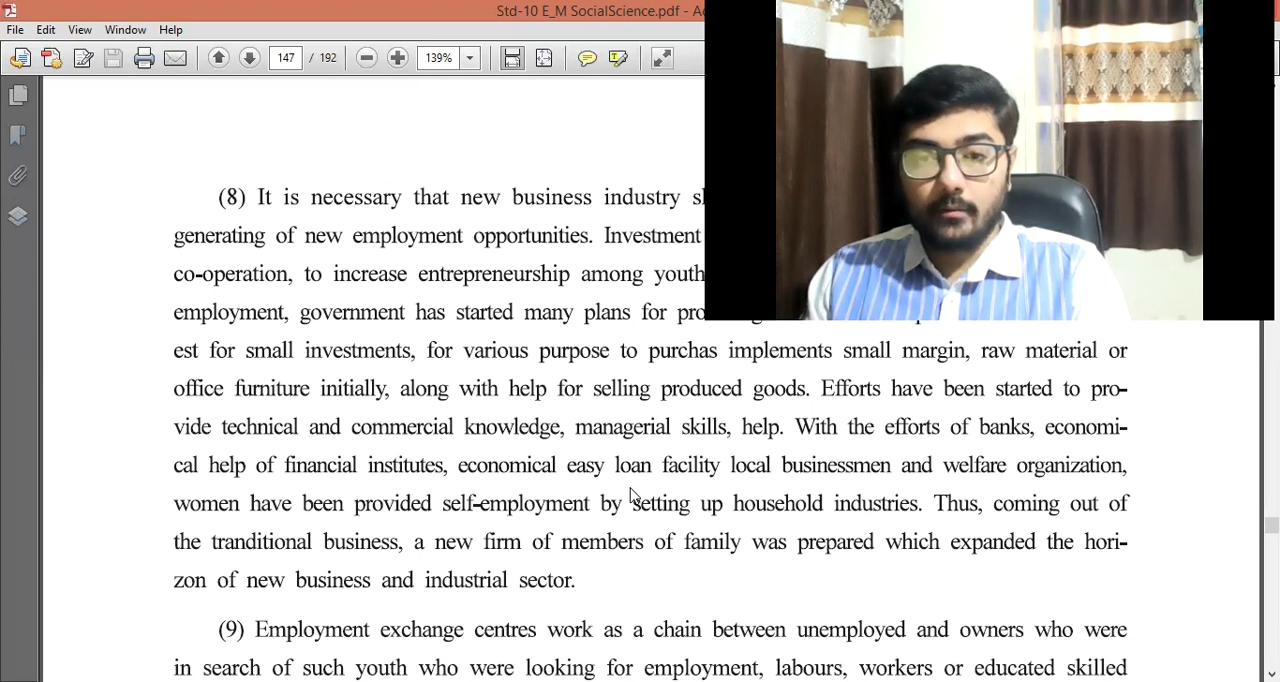 Std-10 E_M SocialScience.pdf - A
File Edit View Window Help
147 / 192 139%
(8) It is necessary that new business industry
generating of new employment opportunities. Investment
co-operation, to increase entrepreneurship among youth
employment, government has started many plans for
est for small investments, for various purpose to purchas implements small margin, raw material or
office furniture initially, along with help for selling produced goods. Efforts have been started to pro-
vide technical and commercial knowledge, managerial skills, help. With the efforts of banks, economi-
cal help of financial institutes, economical easy loan facility local businessmen and welfare organization,
women have been provided self-employment by setting up household industries. Thus, coming out of
the tranditional business, a new firm of members of family was prepared which expanded the hori-
zon of new business and industrial sector.
(9) Employment exchange centres work as a chain between unemployed and owners who were
in search of such youth who were looking for employment, labours, workers or educated skilled